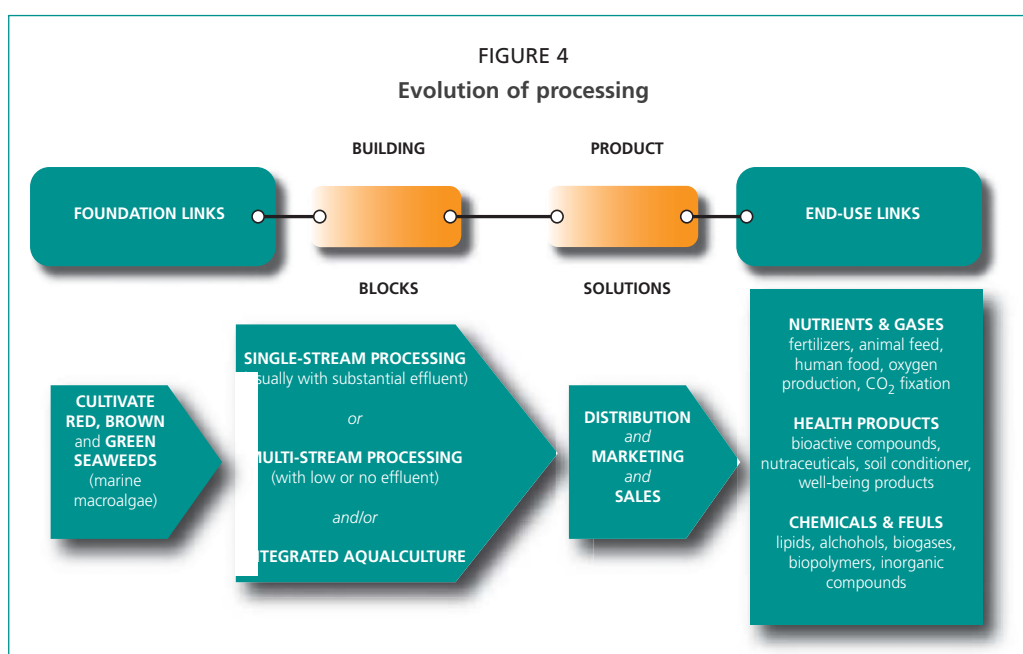 FIGURE 4
Evolution of processing
BUILDING
PRODUCT
FOUNDATION LINKS
END-USE LINKS
BLOCKS
SOLUTIONS
CULTIVATE
RED, BROWN
and GREEN
SEAWEEDS
(marine
macroalgae)
SINGLE-STREAM PROCESSING
sually with substantial effluent)
or
ULTI-STREAM PROCESSING
(with low or no effluent)
and/or
NTEGRATED AQUALCULTURE
DISTRIBUTION
and
MARKETING
and
SALES
NUTRIENTS & GASES
fertilizers, animal feed,
human food, oxygen
production, CO2 fixation
HEALTH PRODUCTS
bioactive compounds,
nutraceuticals, soil conditioner,
well-being products
CHEMICALS & FEULS
lipids, alchohols, biogases,
biopolymers, inorganic
compounds